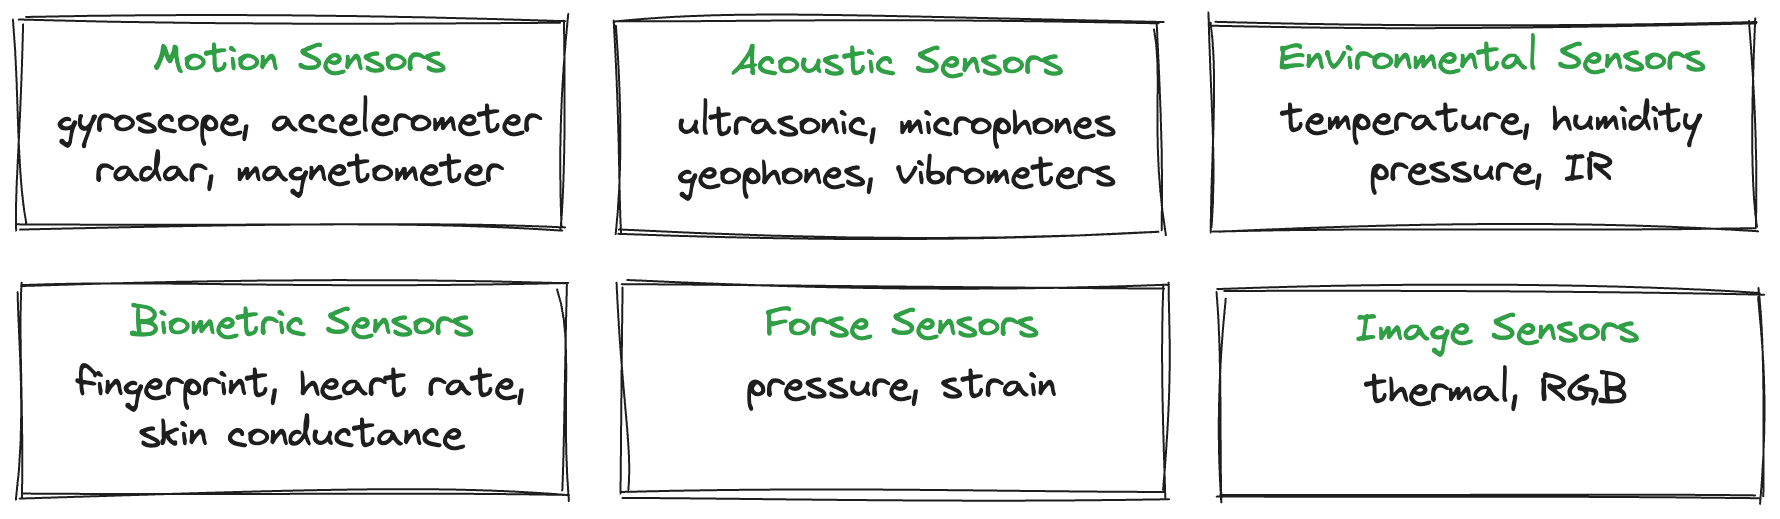 Motion Sensors
gyroscope, accelerometer
radar, magnetometer
Acoustic Sensors
ultrasonic, microphones
geophones, vibrometers
Environmental Sensors
temperature, humidity
pressure, IR
Biometric Sensors
fingerprint, heart rate,
skin conductance
Forse Sensors
pressure, strain
Image Sensors
thermal, RGB